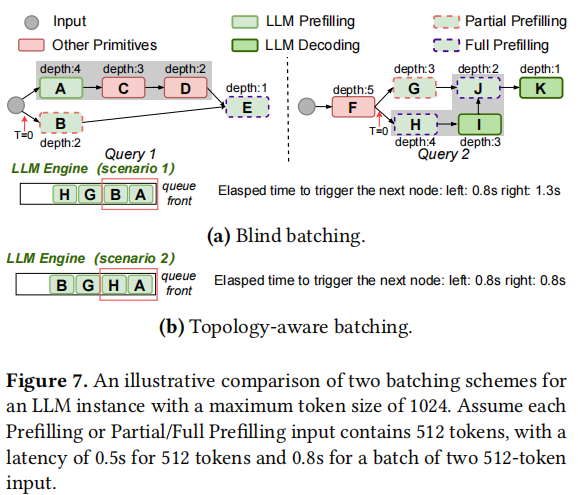 Input
LLM Prefilling
Partial Prefilling
Other Primitives
LLM Decoding
Full Prefilling
depth:4
depth:3
depth:2
A
C
D
depth:1
E
T=0
B
depth:2
Query 1
depth:5
F
T=0
depth:3
G
depth:2
J
depth:1
K
H
depth:4
I
depth:3
Query 2
LLM Engine (scenario 1)
H G B A
queue
front
Elasped time to trigger the next node: left: 0.8s right: 1.3s
(a) Blind batching.
LLM Engine (scenario 2)
B G H A
queue
front
Elasped time to trigger the next node: left: 0.8s right: 0.8s
(b) Topology-aware batching.
Figure 7. An illustrative comparison of two batching schemes for
an LLM instance with a maximum token size of 1024. Assume each
Prefilling or Partial/Full Prefilling input contains 512 tokens, with a
latency of 0.5s for 512 tokens and 0.8s for a batch of two 512-token
input.